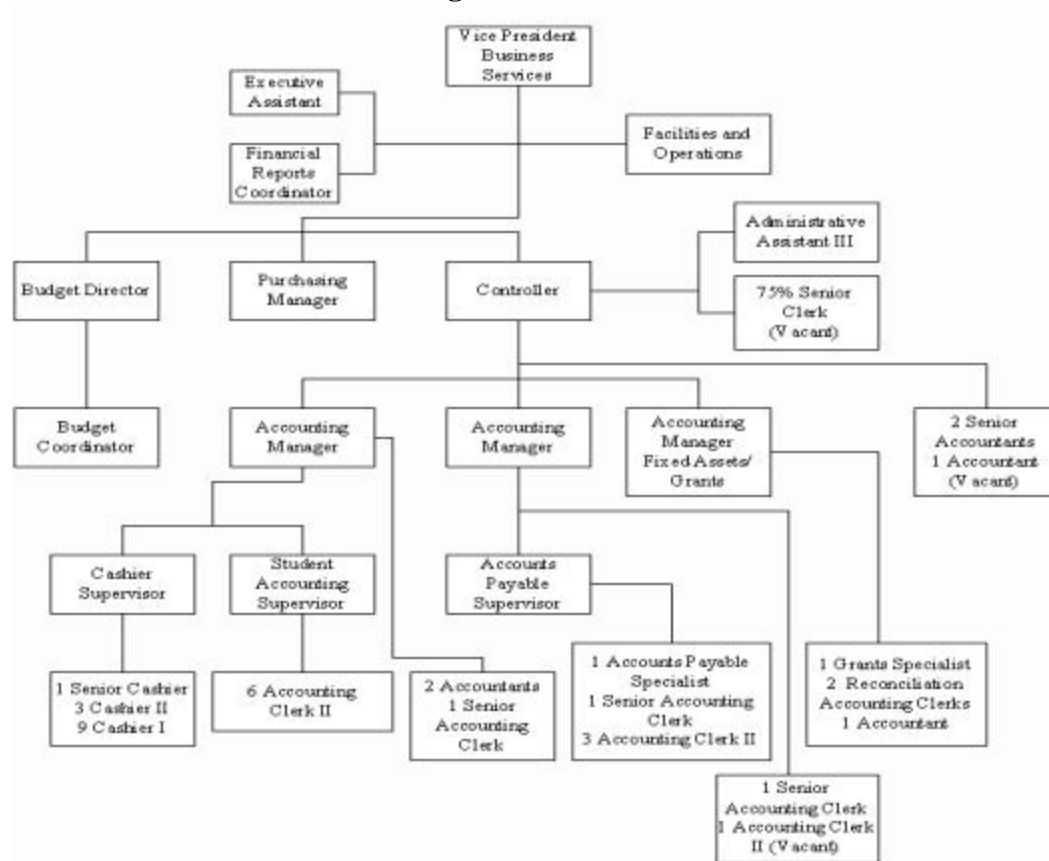 Vice President
Business
Services
Executive
Assistant
Facilities and
Operations
Financial
Reports
Coordinator
Administrative
Assistant III
Budget Director
Purchasing
Manager
Controller
75% Senior
Clerk
(Vacant)
Budget
Coordinator
Accounting
Manager
Accounting
Manager
Accounting
Manager
Fixed Assets/
Grants
2 Senior
Accountants
1 Accountant
(Vacant)
Cashier
Supervisor
Student
Accounting
Supervisor
Accounts
Payable
Supervisor
1 Senior Cashier
3 Cashier II
9 Cashier I
6 Accounting
Clerk II
2 Accountants
1 Senior
Accounting
Clerk
1 Accounts Payable
Specialist
1 Senior Accounting
Clerk
3 Accounting Clerk II
1 Grants Specialist
2 Reconciliation
Accounting Clerks
1 Accountant
1 Senior
Accounting Clerk
1 Accounting Clerk
II (Vacant)